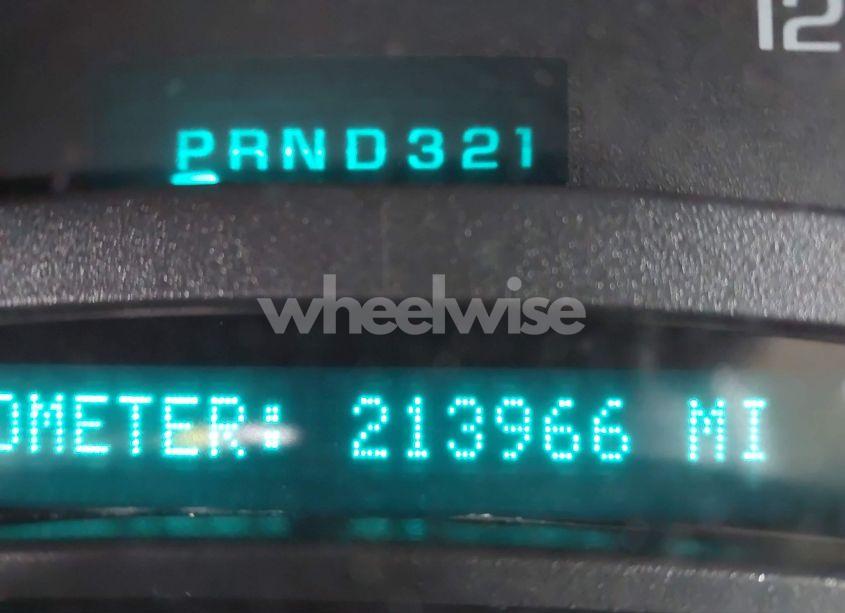 12
PRND321
wheelwise
OMETER: 213966 MI